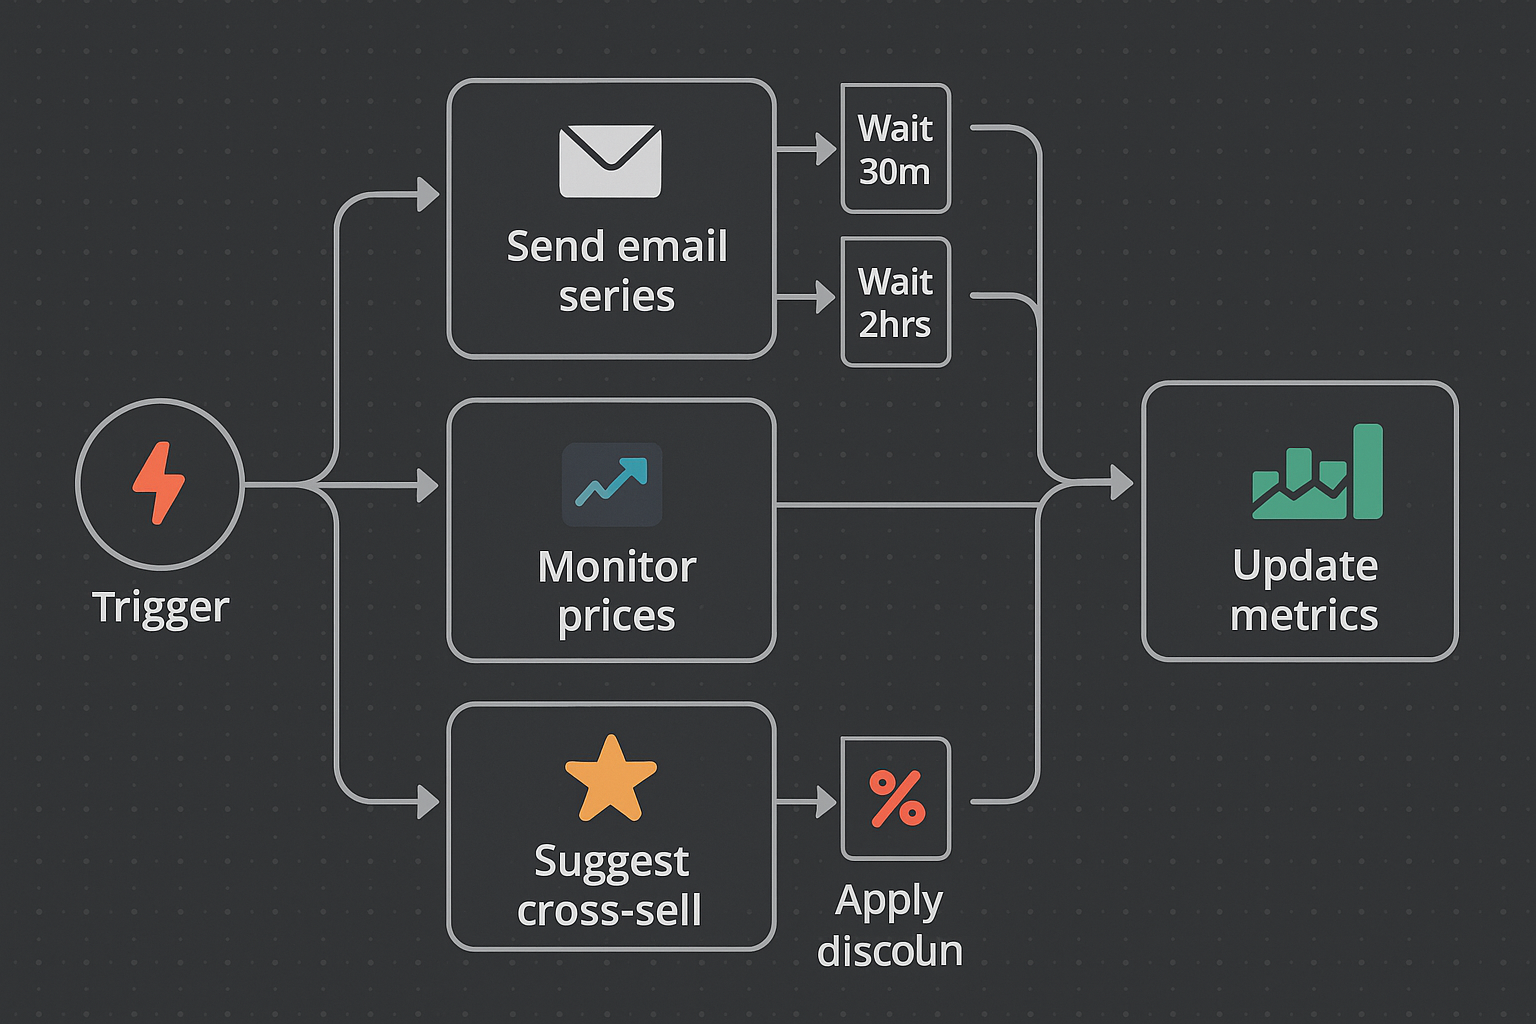 Send email
series
Wait
30m
Wait
2hrs
Trigger
Monitor
prices
Update
metrics
Suggest
cross-sell
%
Apply
discoun